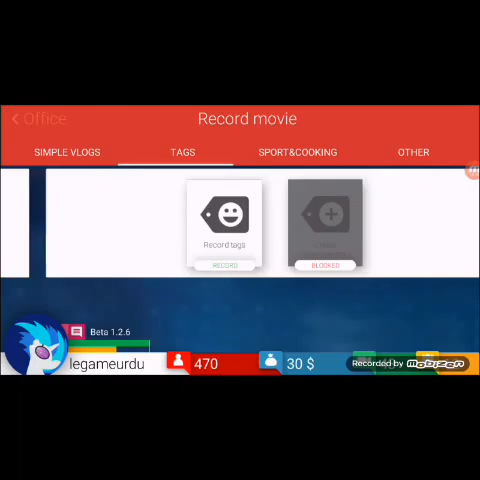 Office
Record movie
SIMPLE VLOGS
TAGS
SPORT&COOKING
OTHER
Record tags
RECORD
BLOCKED
Beta 1.2.6
legameurdu
470
30 $
Recorded by mobizen